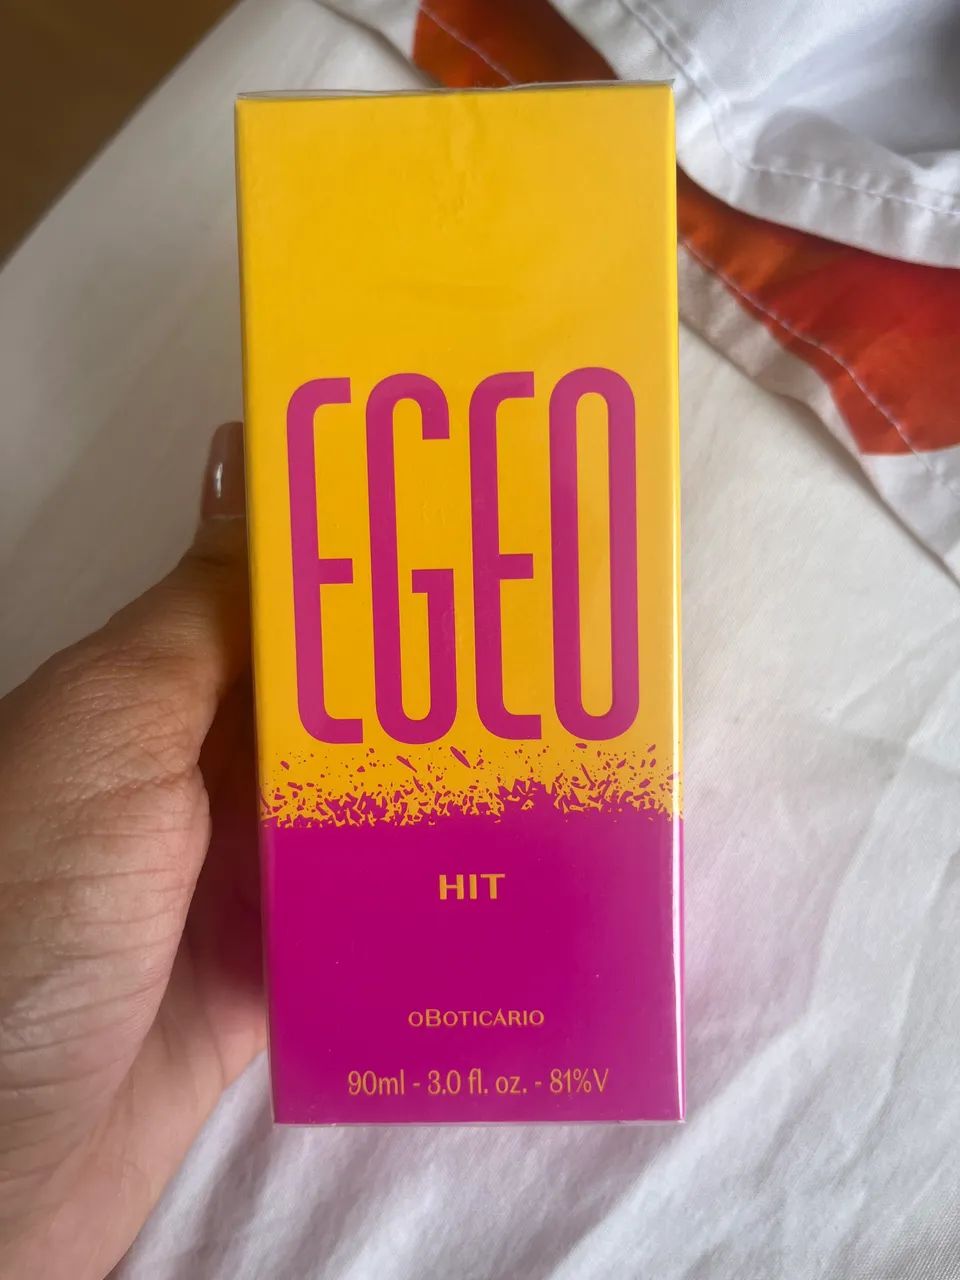 EGEO
HIT
oBOTICÁRIO
90ml - 3.0 fl. oz. - 81%V